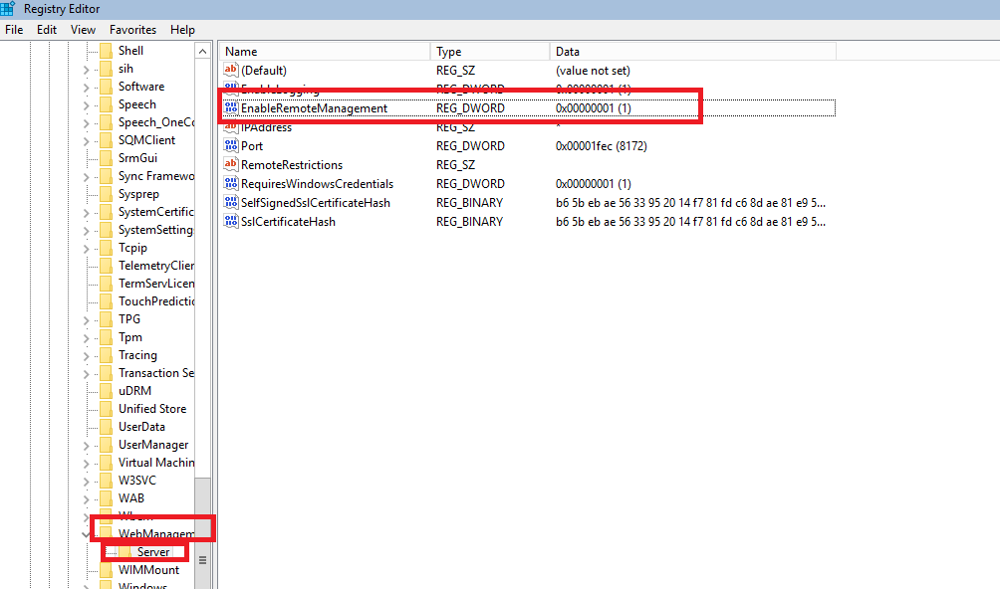 Registry Editor
File Edit View Favorites Help
Shell
sih
Software
Speech
Speech_OneCo
SQMClient
SrmGui
Sync Framewo
Sysprep
SystemCertific
SystemSetting
Tcpip
TelemetryClien
TermServLicen
TouchPredictio
TPG
Tpm
Tracing
Transaction Se
uDRM
Unified Store
UserData
UserManager
Virtual Machin
W3SVC
WAB
Wbem
WebManagem
Server
WIMMount
Windows
Name Type Data
(Default) REG_SZ (value not set)
EnableLogging REG_DWORD 0x00000001 (1)
EnableRemoteManagement REG_DWORD 0x00000001 (1)
IPAddress REG_SZ *
Port REG_DWORD 0x00001fec (8172)
RemoteRestrictions REG_SZ
RequiresWindowsCredentials REG_DWORD 0x00000001 (1)
SelfSignedSslCertificateHash REG_BINARY b6 5b eb ae 56 33 95 20 14 f7 81 fd c6 8d ae 81 e9 5...
SslCertificateHash REG_BINARY b6 5b eb ae 56 33 95 20 14 f7 81 fd c6 8d ae 81 e9 5...